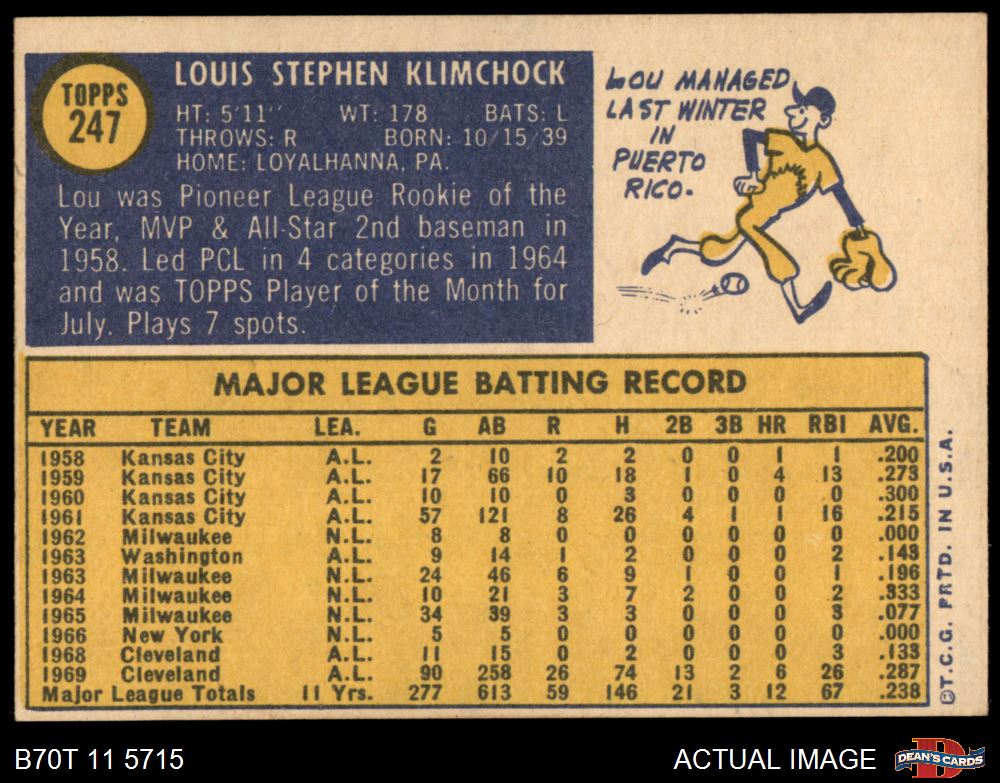 TOPPS
247
LOUIS STEPHEN KLIMCHOCK
HT: 5'11" WT: 178 BATS: L
THROWS: R BORN: 10/15/39
HOME: LOYALHANNA, PA.
Lou was Pioneer League Rookie of the
Year, MVP & All-Star 2nd baseman in
1958. Led PCL in 4 categories in 1964
and was TOPPS Player of the Month for
July. Plays 7 spots.
LOU MANAGED
LAST WINTER
IN
PUERTO
RICO.
MAJOR LEAGUE BATTING RECORD
YEAR TEAM LEA. G AB R H 2B 3B HR RBI AVG.
1958 Kansas City A.L. 2 10 2 2 0 0 1 1 .200
1959 Kansas City A.L. 17 66 10 18 1 0 4 13 .273
1960 Kansas City A.L. 10 10 0 3 0 0 0 0 .300
1961 Kansas City A.L. 57 121 8 26 4 1 1 16 .215
1962 Milwaukee N.L. 8 8 0 0 0 0 0 0 .000
1963 Washington A.L. 9 14 1 2 0 0 0 2 .143
1963 Milwaukee N.L. 24 46 6 9 1 0 0 1 .196
1964 Milwaukee N.L. 10 21 3 7 2 0 0 2 .333
1965 Milwaukee N.L. 34 39 3 3 0 0 0 3 .077
1966 New York N.L. 5 5 0 0 0 0 0 0 .000
1968 Cleveland A.L. 11 15 0 2 0 0 0 3 .133
1969 Cleveland A.L. 90 258 26 74 13 2 6 26 .287
Major League Totals 11 Yrs. 277 613 59 146 21 3 12 67 .238
©T.C.G. PRTD. IN U.S.A.
B70T 11 5715
ACTUAL IMAGE
D
DEAN'S CARDS